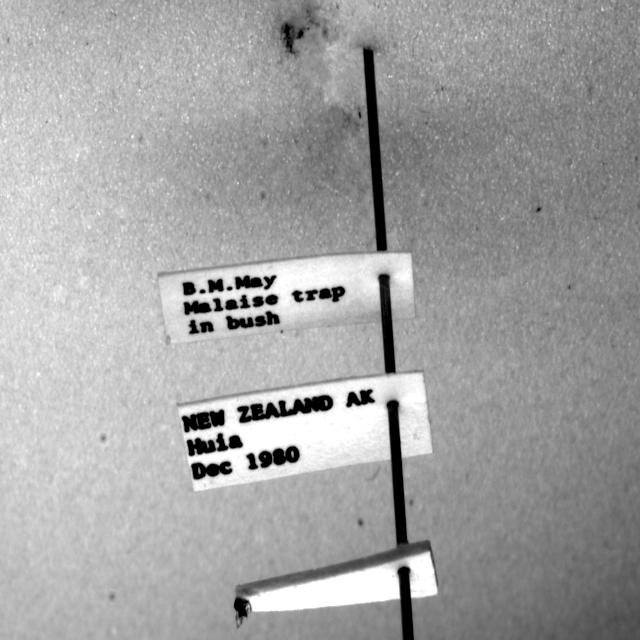 B.M.May
Malaise trap
in bush
NEW ZEALAND AK
Huia
Dec 1980